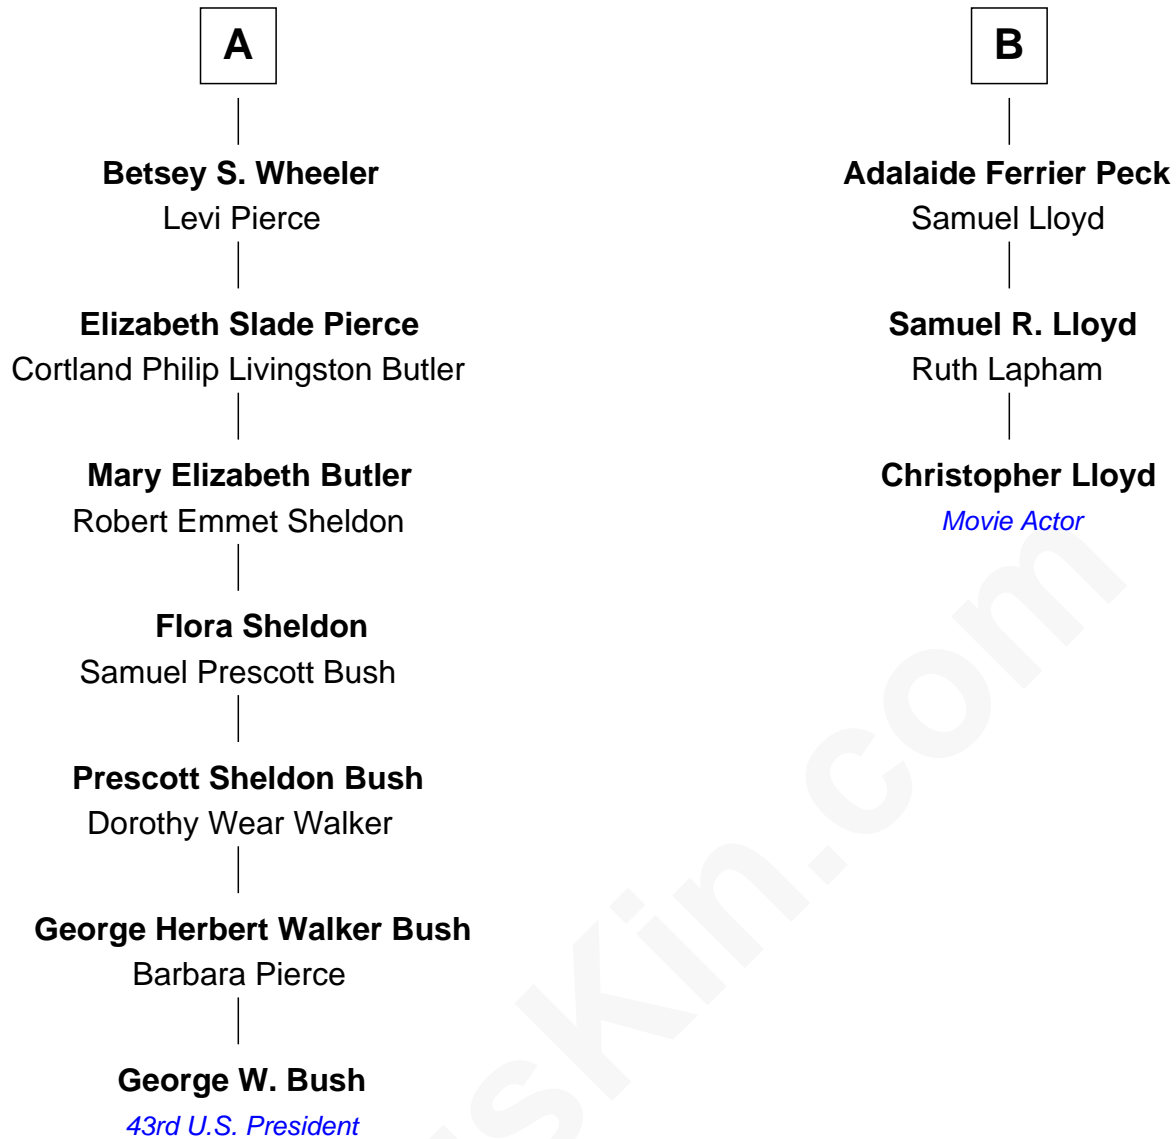 A
Betsey S. Wheeler
Levi Pierce
Elizabeth Slade Pierce
Cortland Philip Livingston Butler
Mary Elizabeth Butler
Robert Emmet Sheldon
Flora Sheldon
Samuel Prescott Bush
Prescott Sheldon Bush
Dorothy Wear Walker
George Herbert Walker Bush
Barbara Pierce
George W. Bush
43rd U.S. President
B
Adalaide Ferrier Peck
Samuel Lloyd
Samuel R. Lloyd
Ruth Lapham
Christopher Lloyd
Movie Actor
sKin.com